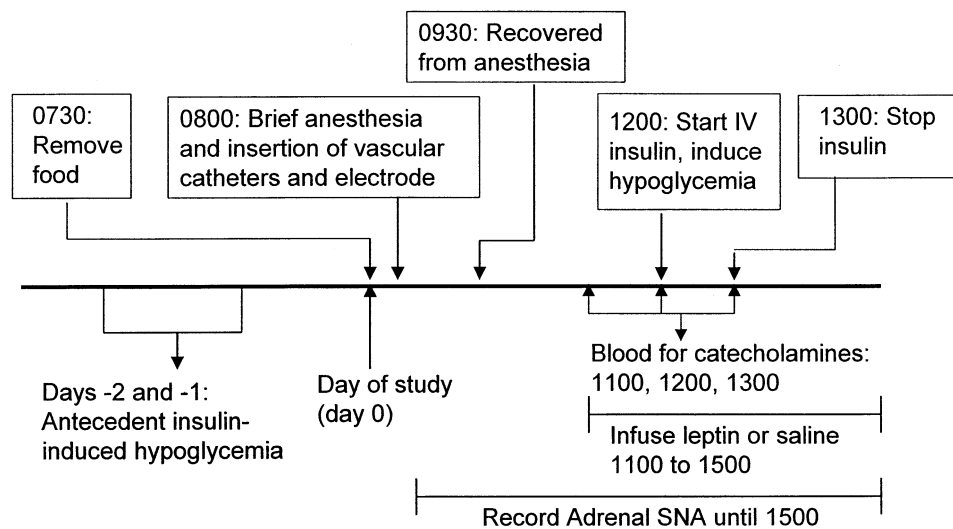 0930: Recovered
from anesthesia
0730:
Remove
food
0800: Brief anesthesia
and insertion of vascular
catheters and electrode
1200: Start IV
insulin, induce
hypoglycemia
1300: Stop
insulin
Days -2 and -1:
Antecedent insulin-
induced hypoglycemia
Day of study
(day 0)
Blood for catecholamines:
1100, 1200, 1300
Infuse leptin or saline
1100 to 1500
Record Adrenal SNA until 1500